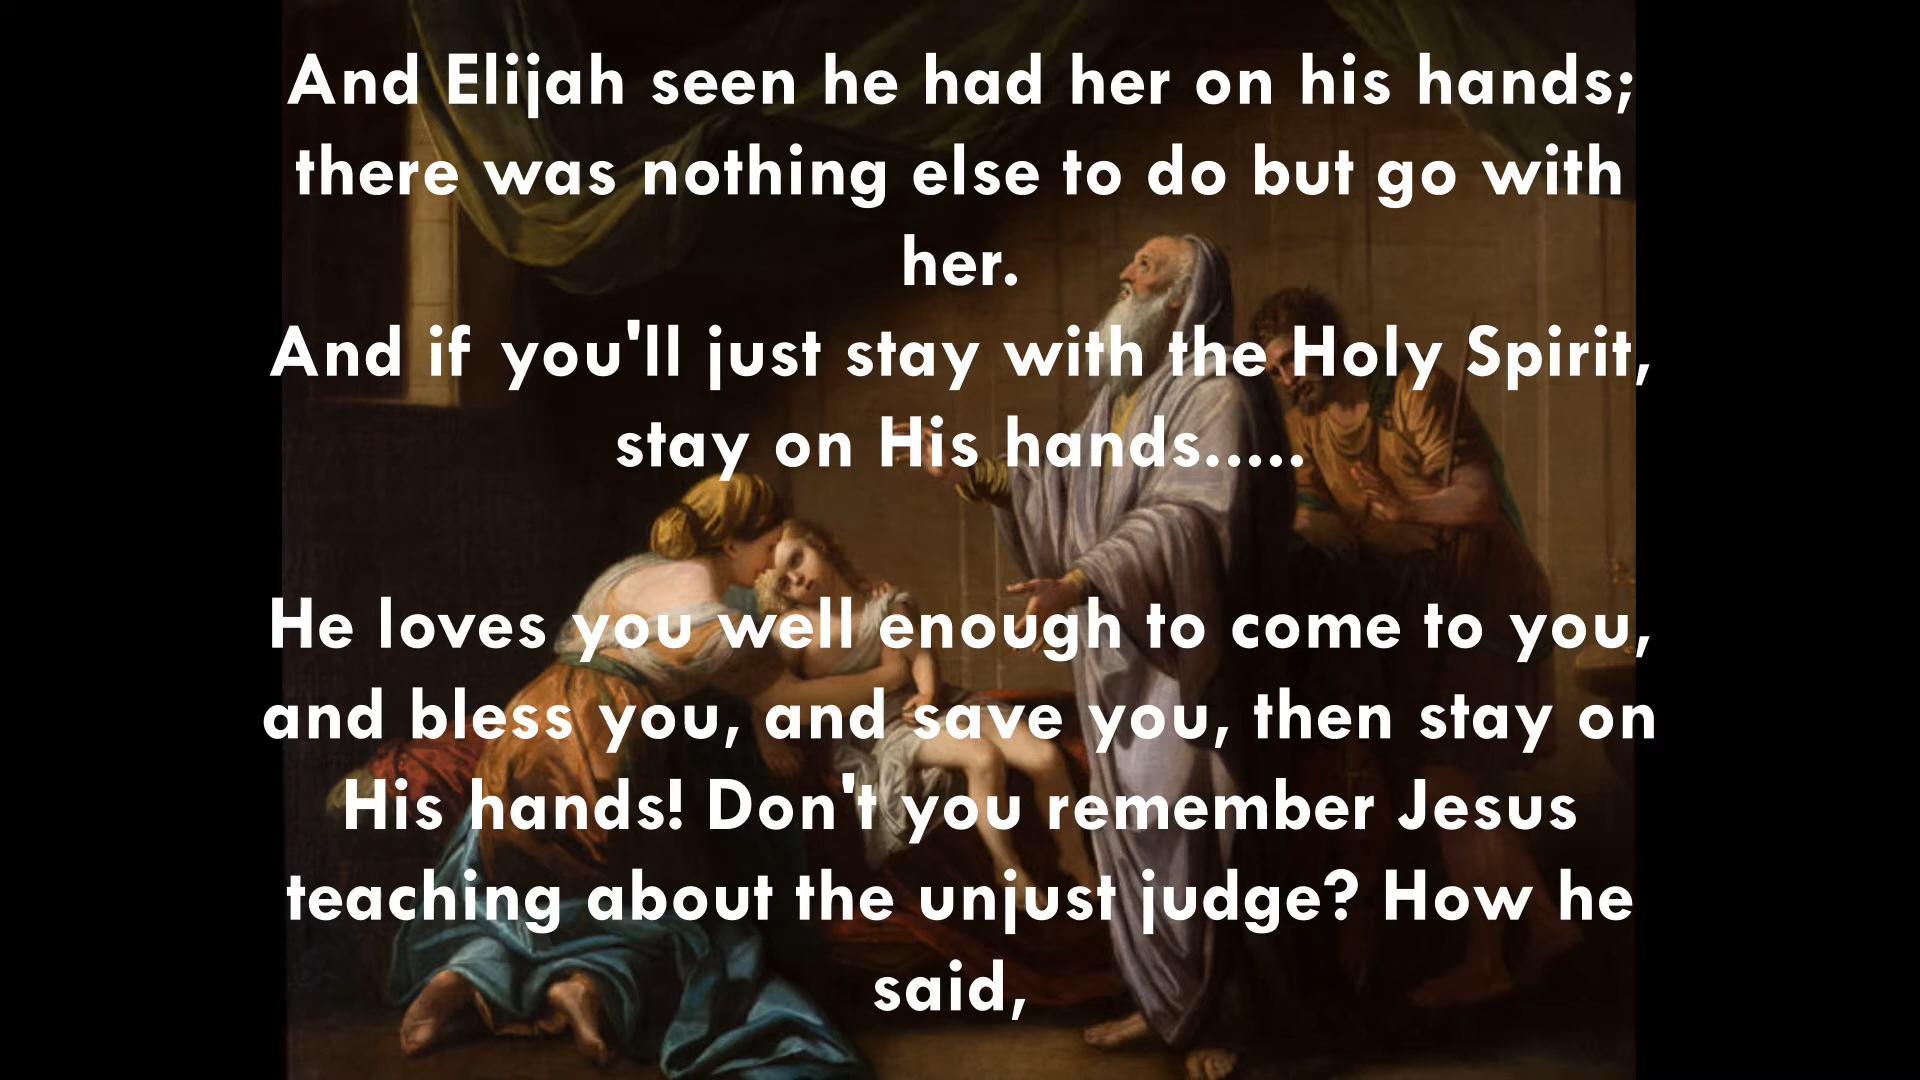 And Elijah seen he had her on his hands;
there was nothing else to do but go with
her.
And if you'll just stay with the Holy Spirit,
stay on His hands.....
He loves you well enough to come to you,
and bless you, and save you, then stay on
His hands! Don't you remember Jesus
teaching about the unjust judge? How he
said,